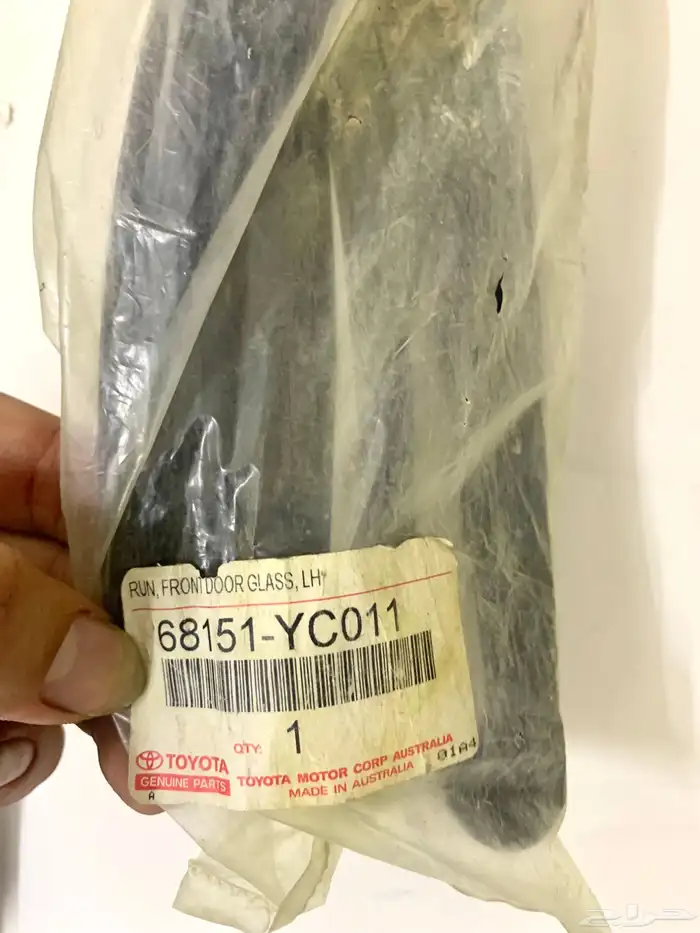 RUN, FRONT DOOR GLASS, LH
68151-YC011
QTY: 1
TOYOTA
GENUINE PARTS
TOYOTA MOTOR CORP AUSTRALIA
MADE IN AUSTRALIA
01A4
A
حراج